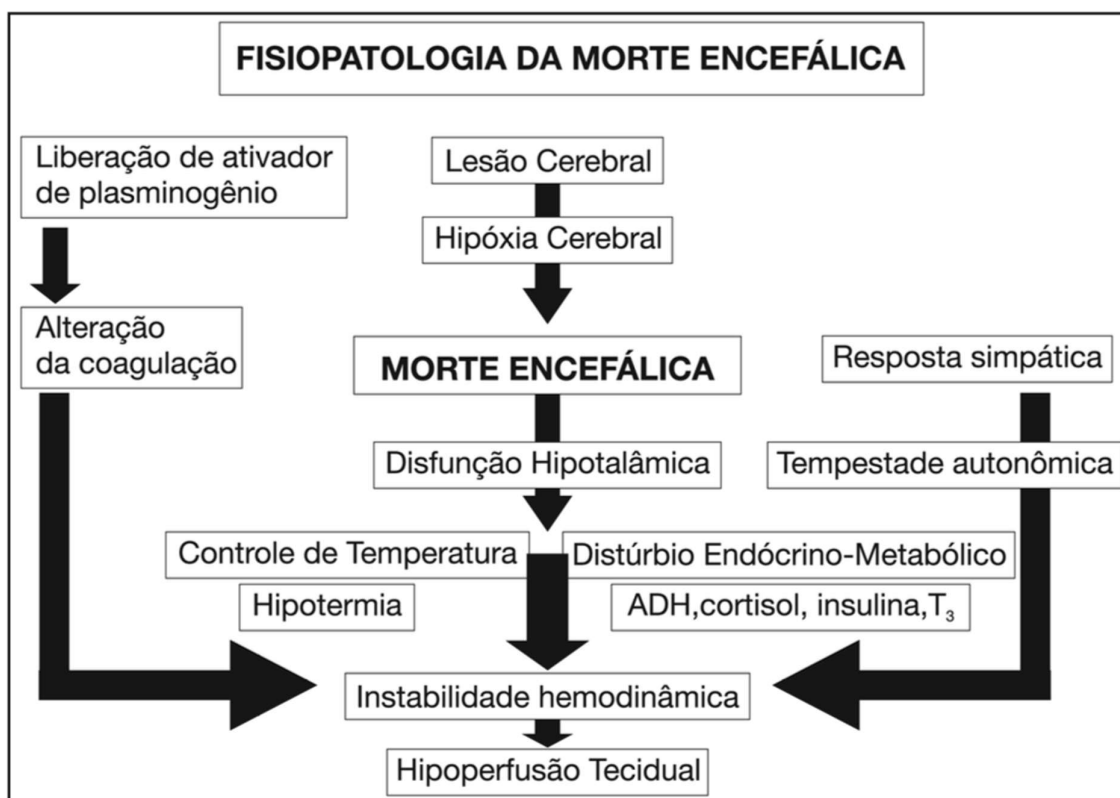 FISIOPATOLOGIA DA MORTE ENCEFÁLICA
Liberação de ativador
de plasminogênio
Lesão Cerebral
Hipóxia Cerebral
Alteração
da coagulação
MORTE ENCEFÁLICA
Resposta simpática
Disfunção Hipotalâmica
Tempestade autonômica
Controle de Temperatura
Distúrbio Endócrino-Metabólico
Hipotermia
ADH,cortisol, insulina,T₃
Instabilidade hemodinâmica
Hipoperfusão Tecidual